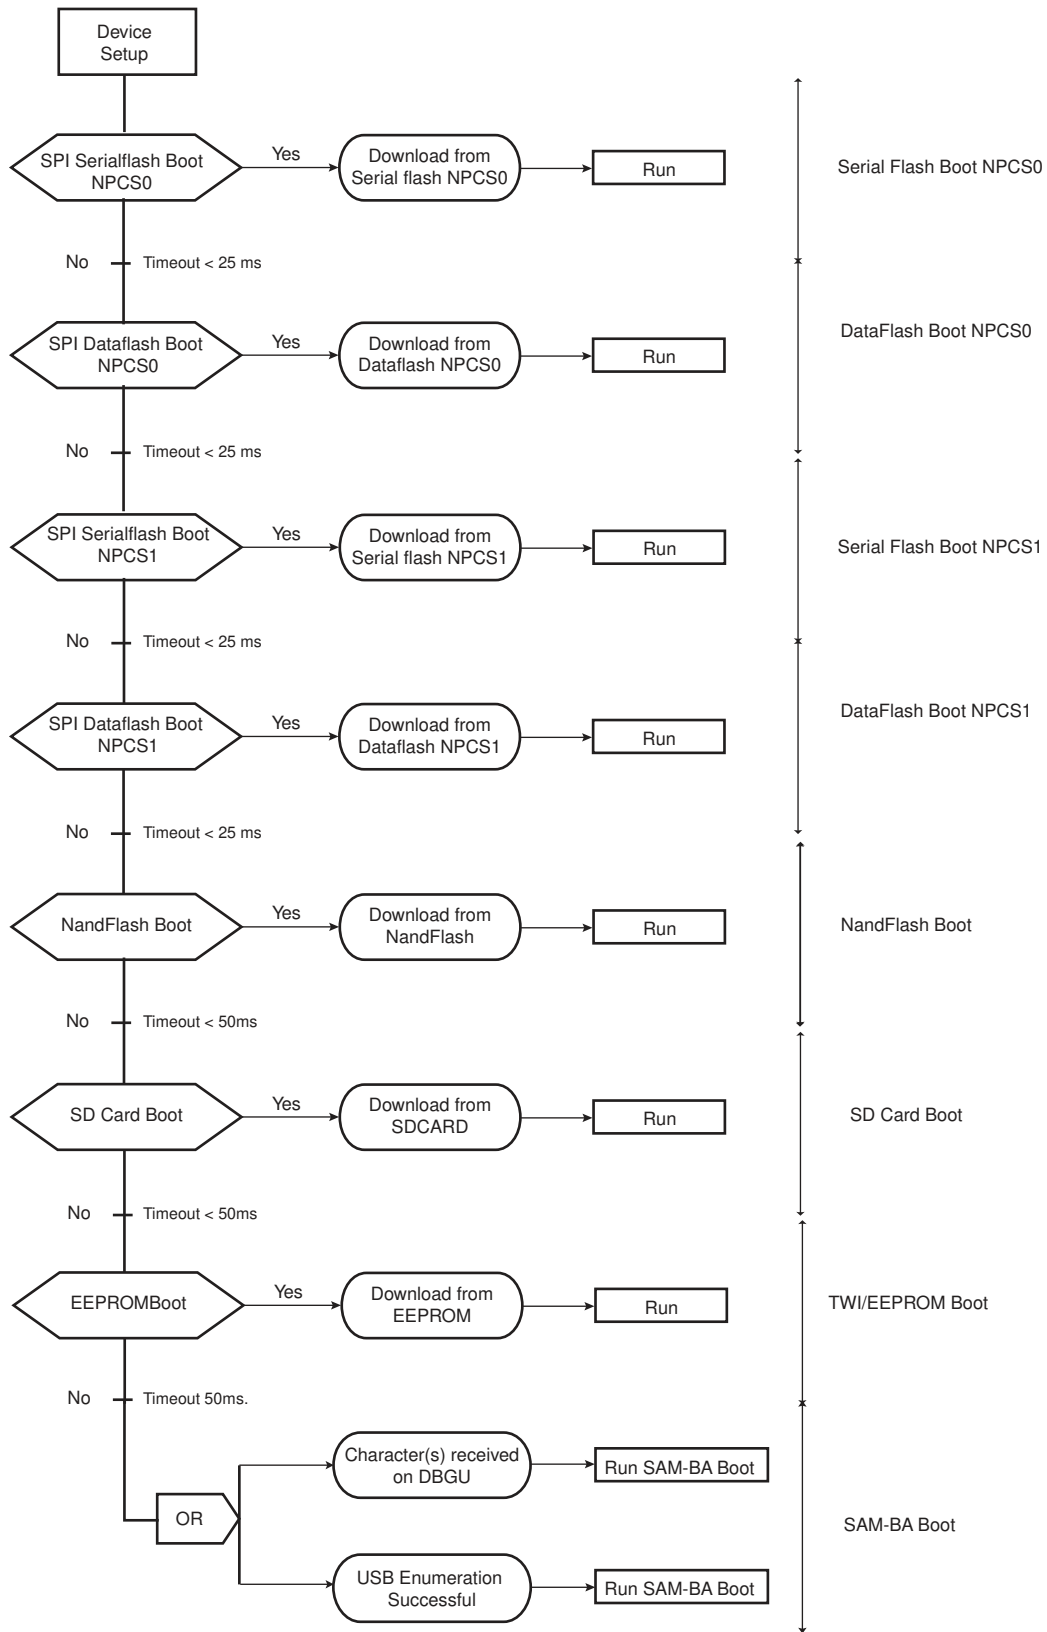 Device
Setup
SPI Serialflash Boot
NPCS0
Yes
Download from
Serial flash NPCS0
Run
Serial Flash Boot NPCS0
No
Timeout < 25 ms
SPI Dataflash Boot
NPCS0
Yes
Download from
Dataflash NPCS0
Run
DataFlash Boot NPCS0
No
Timeout < 25 ms
SPI Serialflash Boot
NPCS1
Yes
Download from
Serial flash NPCS1
Run
Serial Flash Boot NPCS1
No
Timeout < 25 ms
SPI Dataflash Boot
NPCS1
Yes
Download from
Dataflash NPCS1
Run
DataFlash Boot NPCS1
No
Timeout < 25 ms
NandFlash Boot
Yes
Download from
NandFlash
Run
NandFlash Boot
No
Timeout < 50ms
SD Card Boot
Yes
Download from
SDCARD
Run
SD Card Boot
No
Timeout < 50ms
EEPROMBoot
Yes
Download from
EEPROM
Run
TWI/EEPROM Boot
No
Timeout 50ms.
Character(s) received
on DBGU
Run SAM-BA Boot
OR
SAM-BA Boot
USB Enumeration
Successful
Run SAM-BA Boot